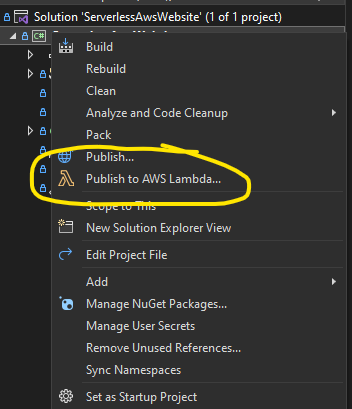 Solution 'ServerlessAwsWebsite' (1 of 1 project)
C#
Build
Rebuild
Clean
Analyze and Code Cleanup
Pack
Publish...
Publish to AWS Lambda...
Scope to This
New Solution Explorer View
Edit Project File
Add
Manage NuGet Packages...
Manage User Secrets
Remove Unused References...
Sync Namespaces
Set as Startup Project